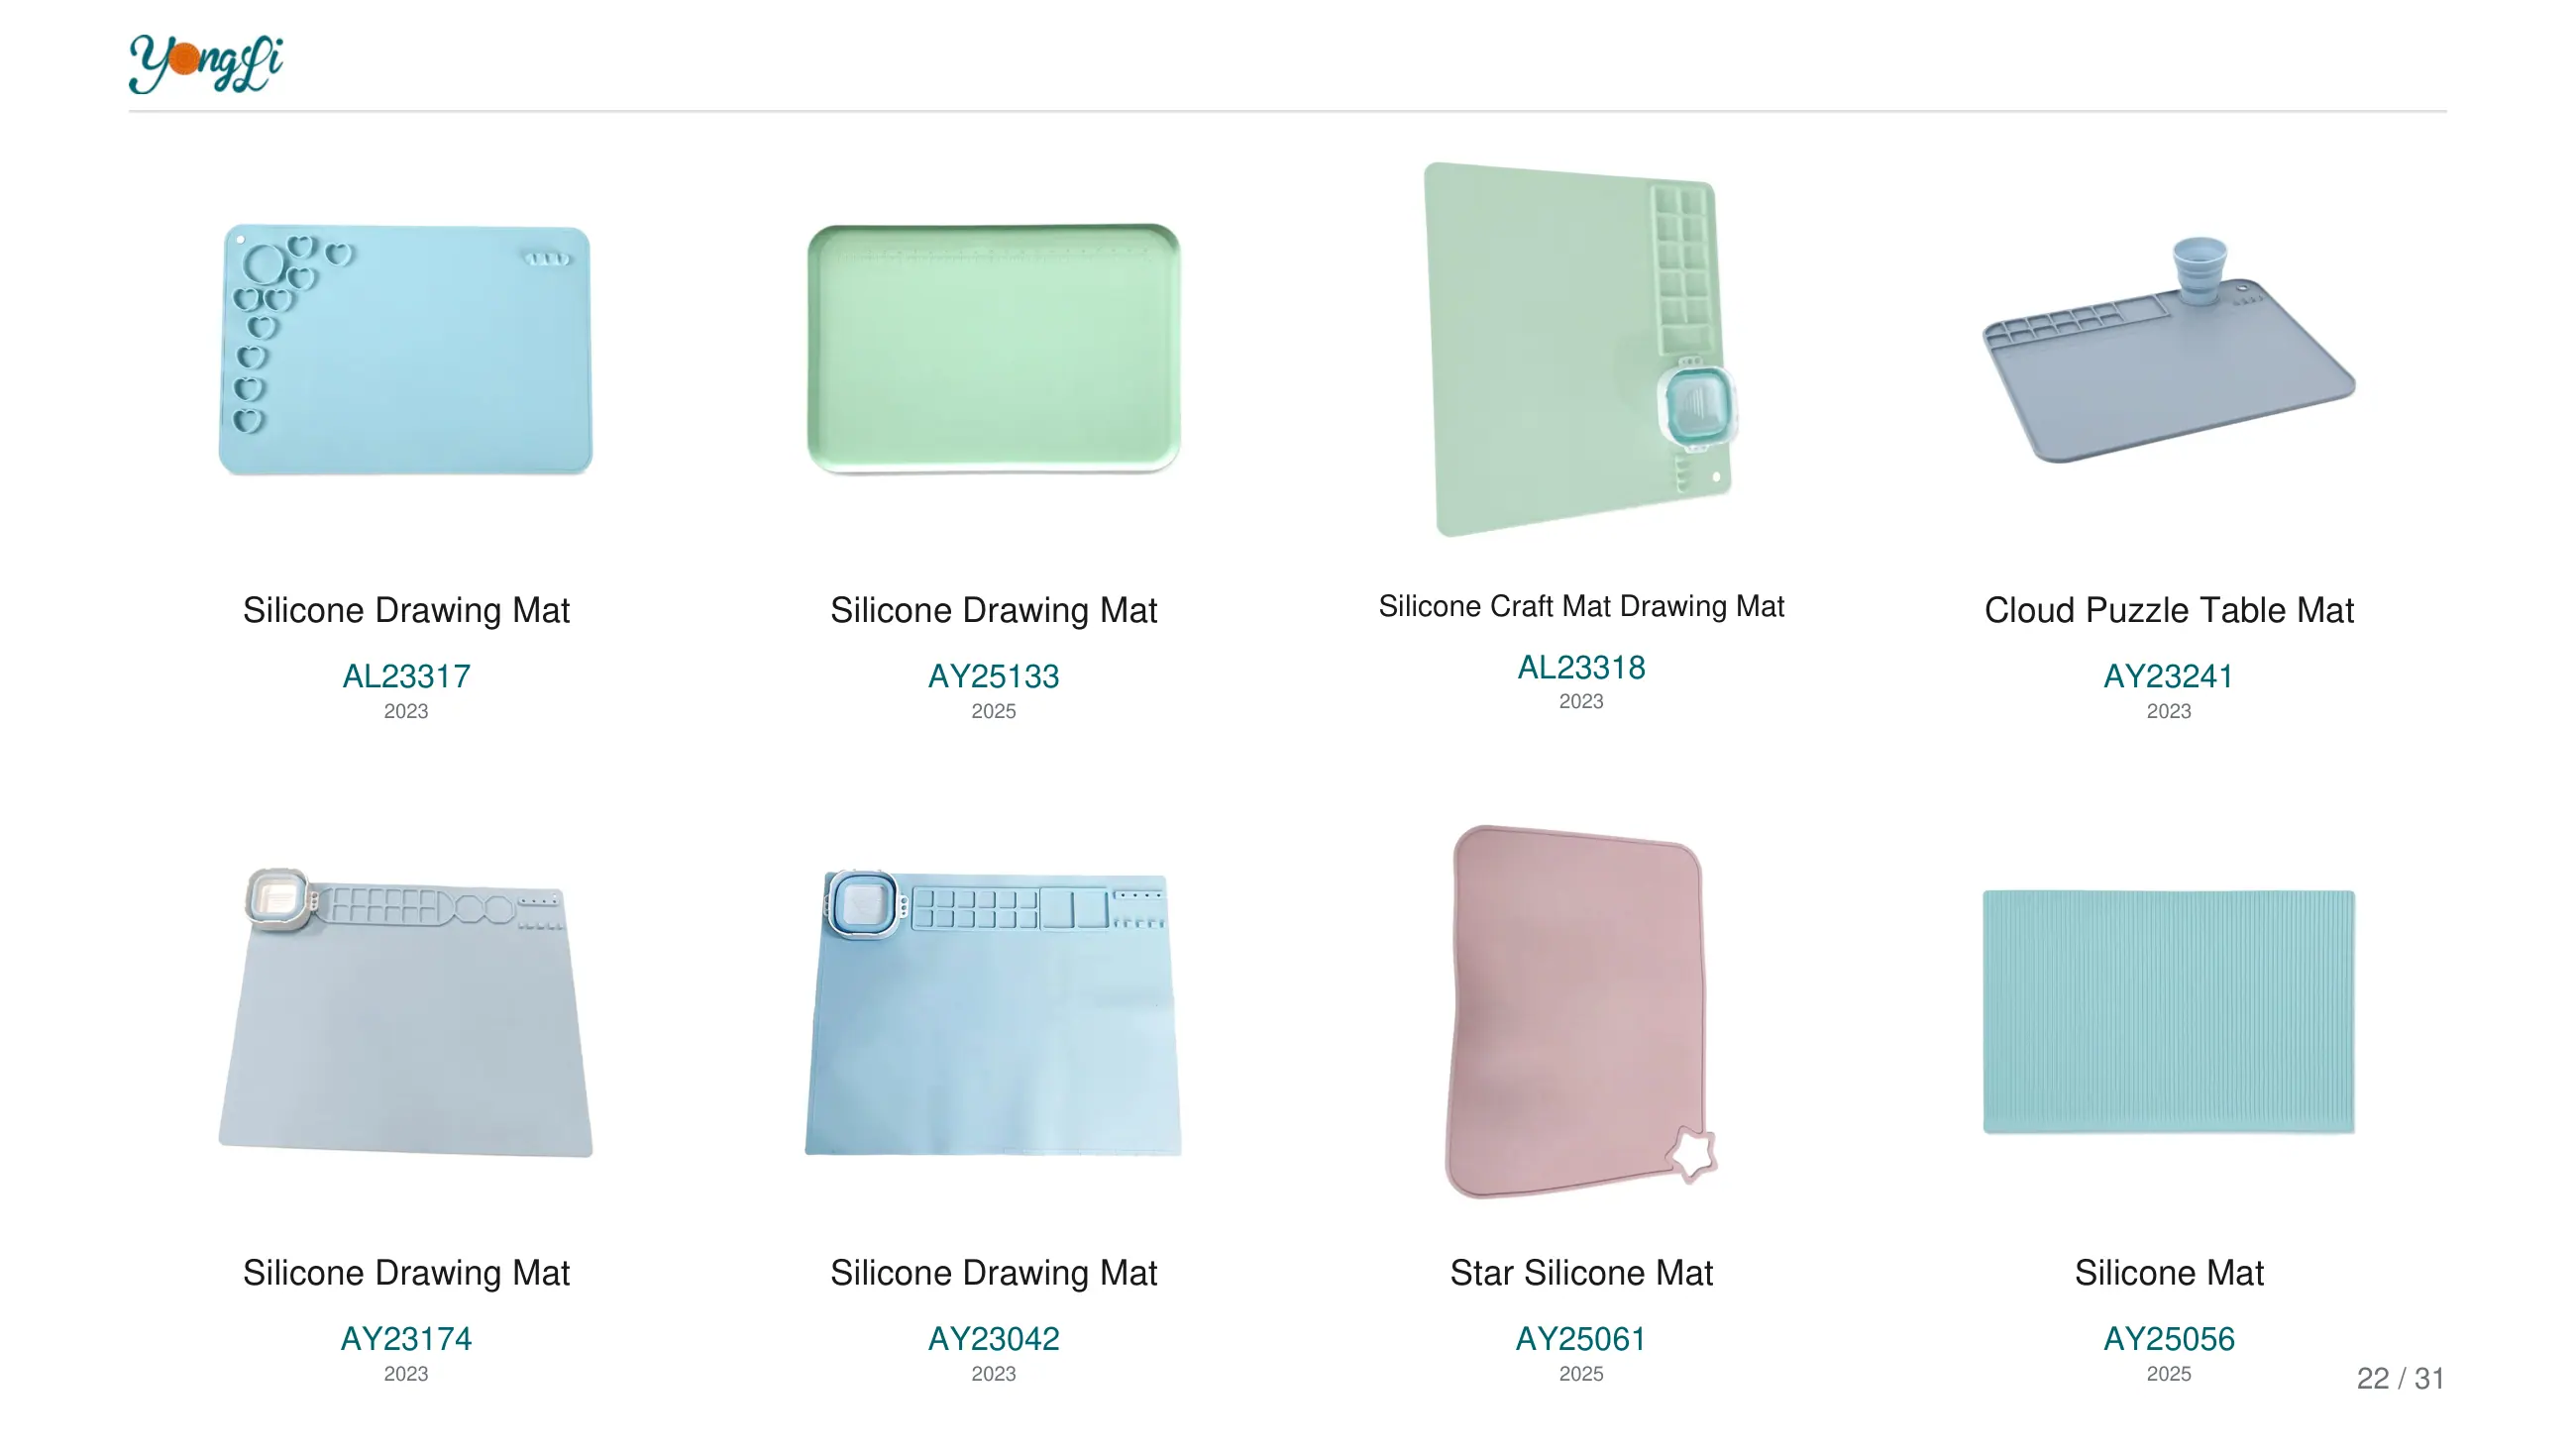 YongLi
Silicone Drawing Mat
AL23317
2023
Silicone Drawing Mat
AY25133
2025
Silicone Craft Mat Drawing Mat
AL23318
2023
Cloud Puzzle Table Mat
AY23241
2023
Silicone Drawing Mat
AY23174
2023
Silicone Drawing Mat
AY23042
2023
Star Silicone Mat
AY25061
2025
Silicone Mat
AY25056
2025
22 / 31